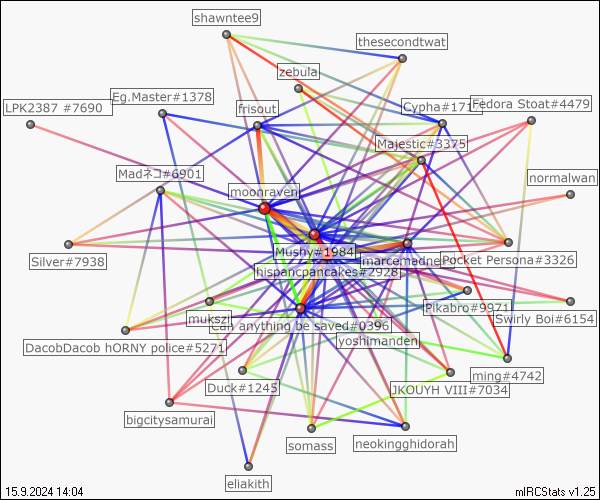 shawntee9
thesecondtwat
zebula
Eg.Master#1378
LPK2387 #7690
frisout
Cypha#1717
Fedora Stoat#4479
Majestic#3375
Madネコ#6901
moonraven
normalwan
Mushy#1984
Silver#7938
hispancpancakes#2928
marcemadner
Pocket Persona#3326
Pikabro#9971
Swirly Boi#6154
mukszi
Can anything be saved#0396
yoshimanden
DacobDacob hORNY police#5271
ming#4742
Duck#1245
JKOUYH VIII#7034
bigcitysamurai
somass
neokingghidorah
eliakith
15.9.2024 14:04
mIRCStats v1.25